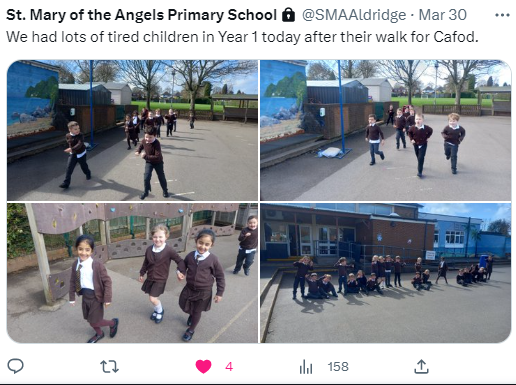 St. Mary of the Angels Primary School @SMAAldridge · Mar 30 ...
We had lots of tired children in Year 1 today after their walk for Cafod.
4 158